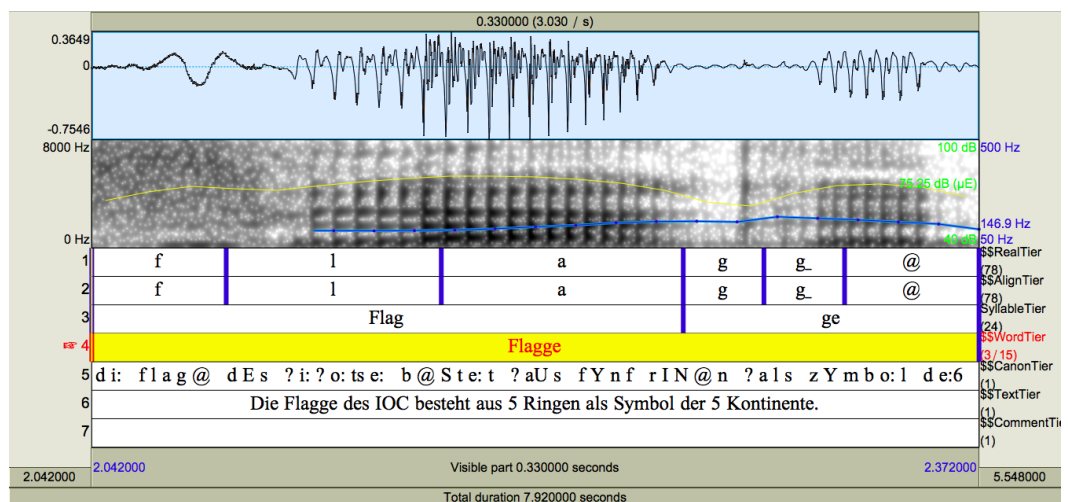 0.330000 (3.030 / s)
0.3649
0
-0.7546
8000 Hz
100 dB 500 Hz
75.25 dB (µE)
146.9 Hz
0 Hz
40 dB 50 Hz
1 f l a g g_ @ $$RealTier (78)
2 f l a g g_ @ $$AlignTier (78)
3 Flag ge SyllableTier (24)
☞ 4 Flagge $$WordTier (3/15)
5 d i: f l a g @ d E s ? i: ? o: ts e: b @ S t e: t ? aU s f Y n f r I N @ n ? a l s z Y m b o: l d e:6 $$CanonTier (1)
6 Die Flagge des IOC besteht aus 5 Ringen als Symbol der 5 Kontinente. $$TextTier (1)
7 $$CommentTie (1)
2.042000 2.042000 Visible part 0.330000 seconds 2.372000 5.548000
Total duration 7.920000 seconds